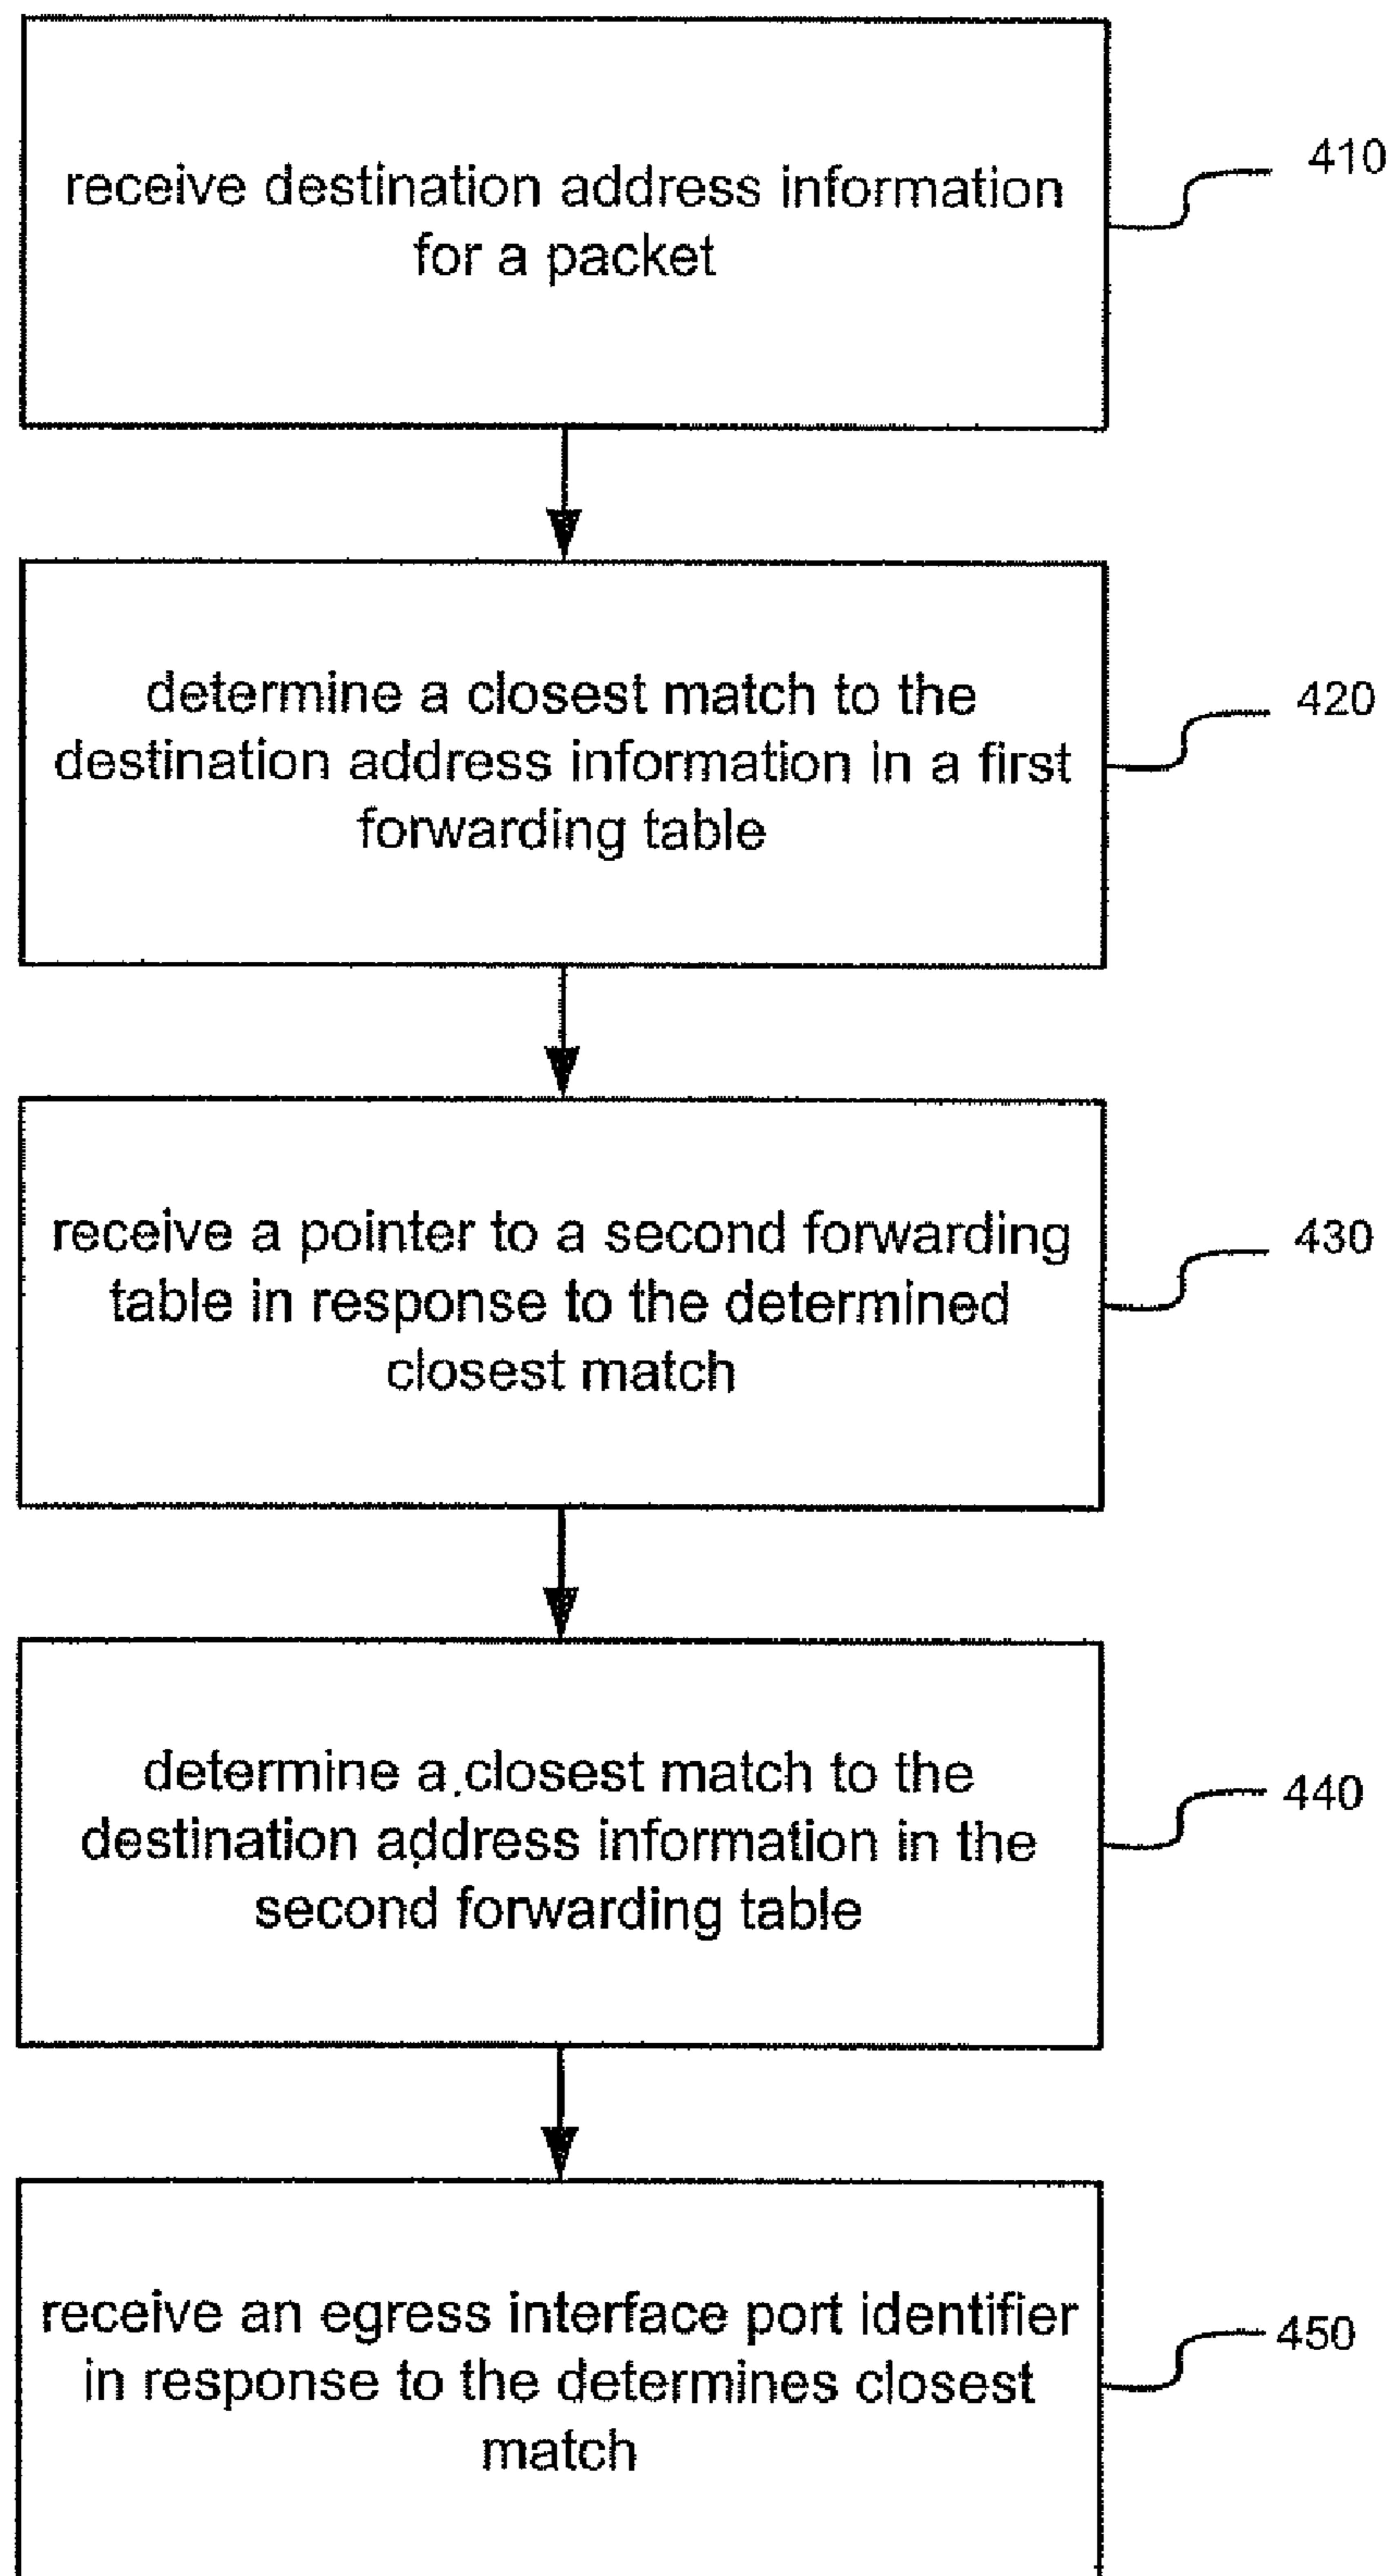 receive destination address information
for a packet
410
determine a closest match to the
destination address information in a first
forwarding table
420
receive a pointer to a second forwarding
table in response to the determined
closest match
430
determine a closest match to the
destination address information in the
second forwarding table
440
receive an egress interface port identifier
in response to the determines closest
match
450